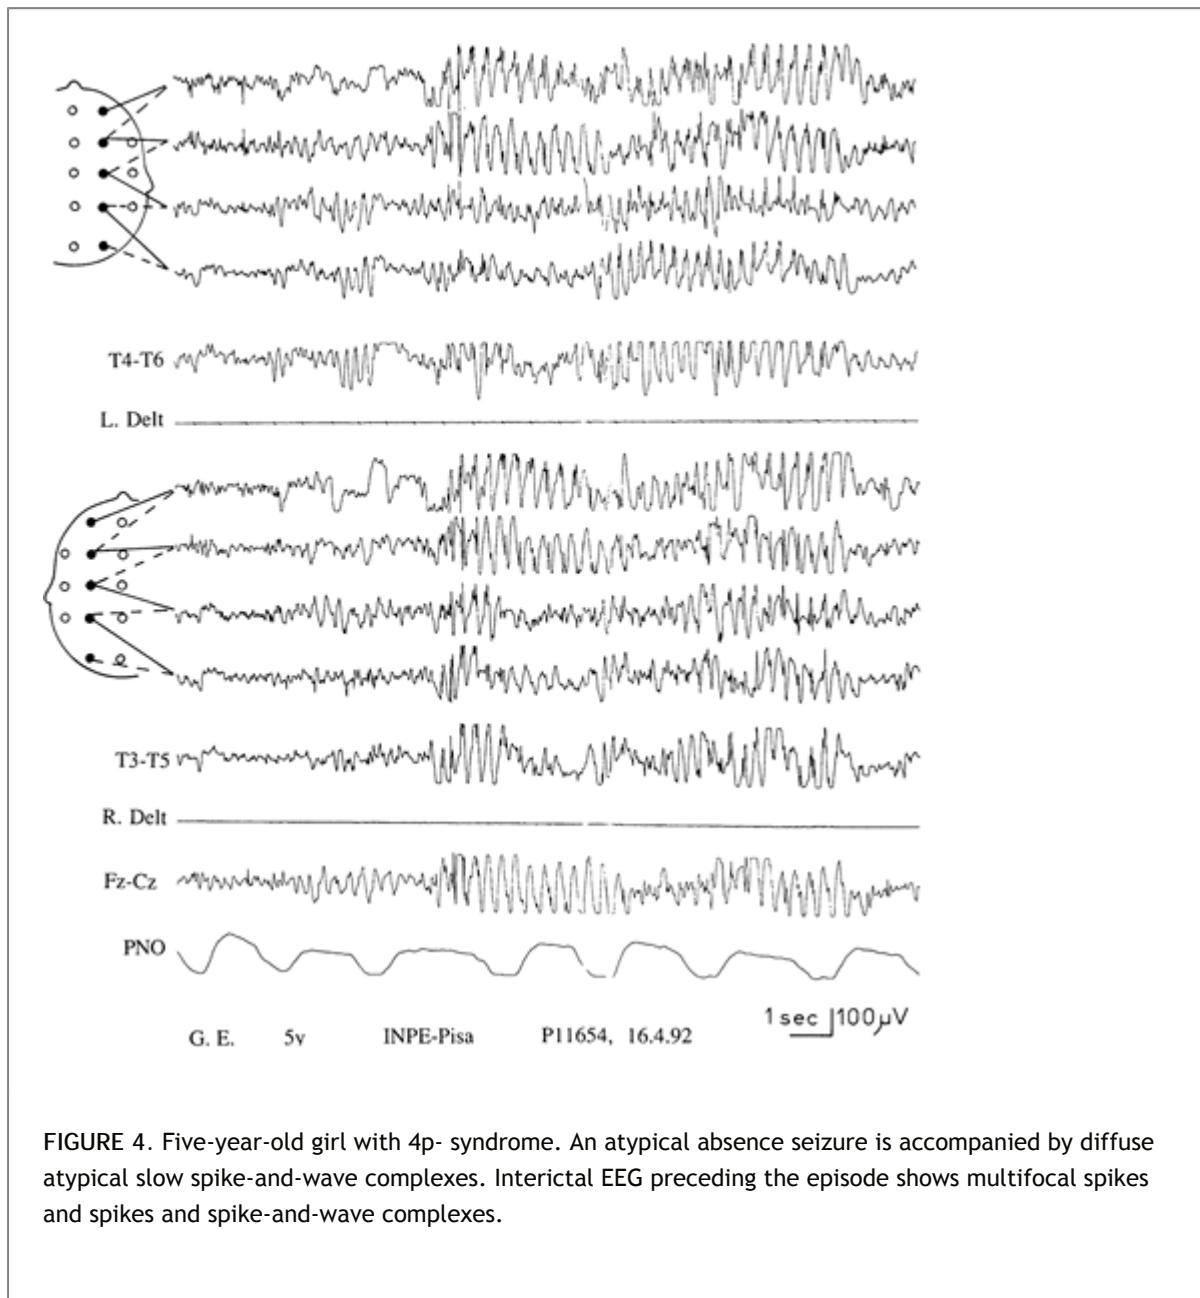 T4-T6
L. Delt
T3-T5
R. Delt
Fz-Cz
PNO
1 sec 100µV
G. E. 5y INPE-Pisa P11654, 16.4.92
FIGURE 4. Five-year-old girl with 4p- syndrome. An atypical absence seizure is accompanied by diffuse
atypical slow spike-and-wave complexes. Interictal EEG preceding the episode shows multifocal spikes
and spikes and spike-and-wave complexes.